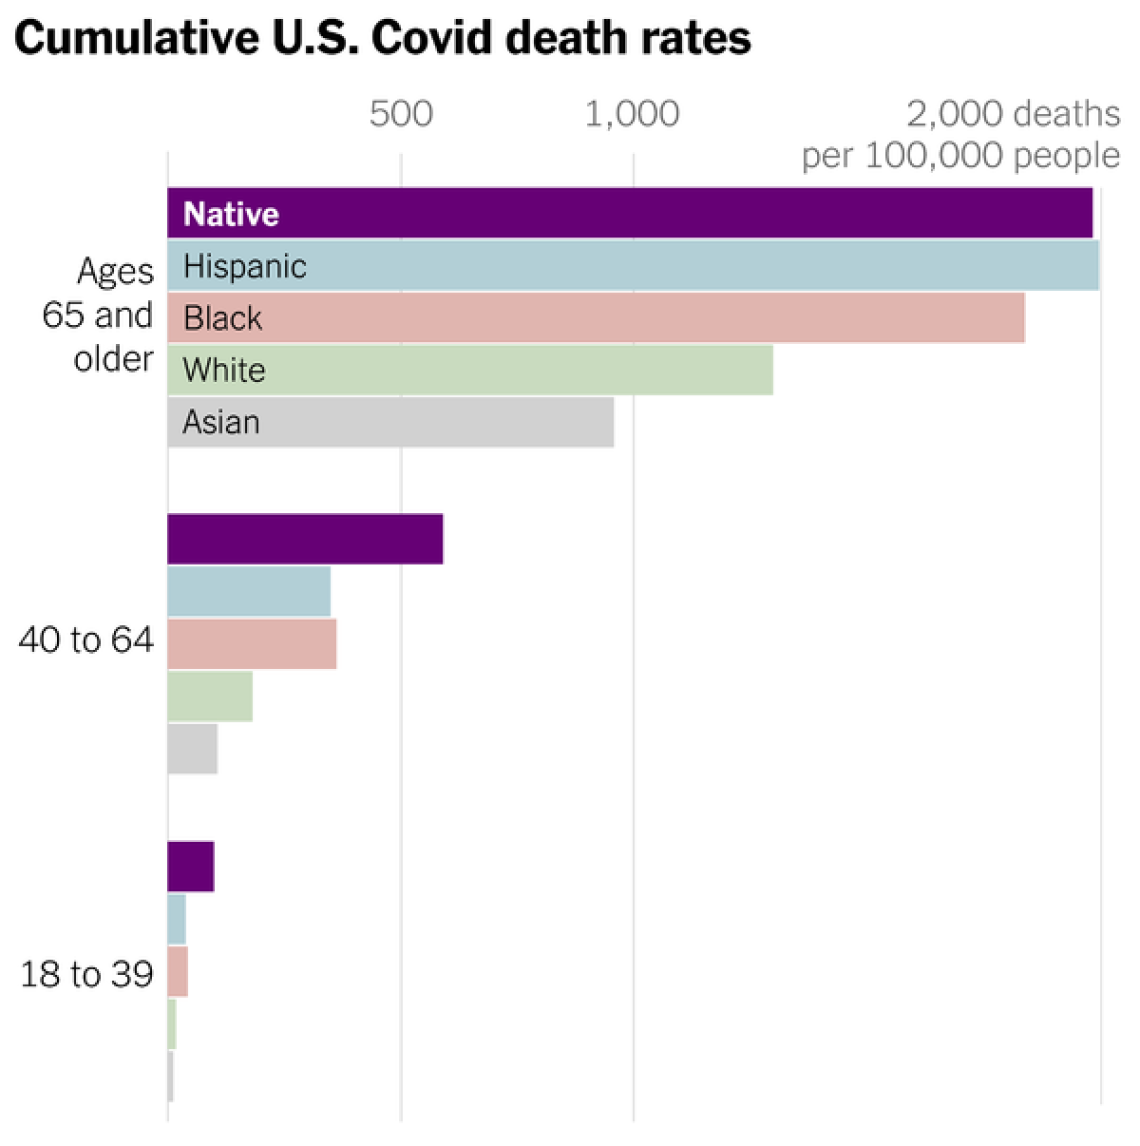 Cumulative U.S. Covid death rates
500
1,000
2,000 deaths
per 100,000 people
Ages
65 and
older
Native
Hispanic
Black
White
Asian
40 to 64
18 to 39